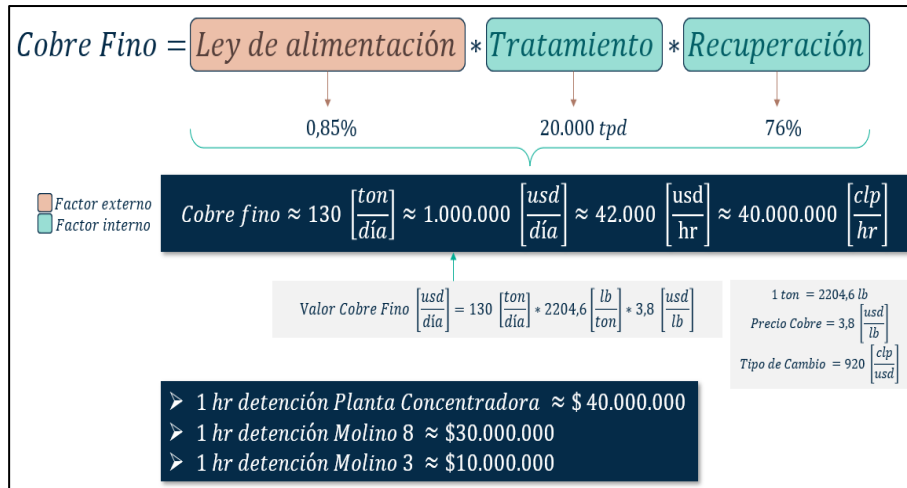 Cobre Fino = Ley de alimentación * Tratamiento * Recuperación
0,85% 20.000 tpd 76%
Factor externo
Factor interno
Cobre fino ≈ 130 [ton/día] ≈ 1.000.000 [usd/día] ≈ 42.000 [usd/hr] ≈ 40.000.000 [clp/hr]
Valor Cobre Fino [usd/día] = 130 [ton/día] * 2204,6 [lb/ton] * 3,8 [usd/lb]
1 ton = 2204,6 lb
Precio Cobre = 3,8 [usd/lb]
Tipo de Cambio = 920 [clp/usd]
➢ 1 hr detención Planta Concentradora ≈ $ 40.000.000
➢ 1 hr detención Molino 8 ≈ $30.000.000
➢ 1 hr detención Molino 3 ≈ $10.000.000